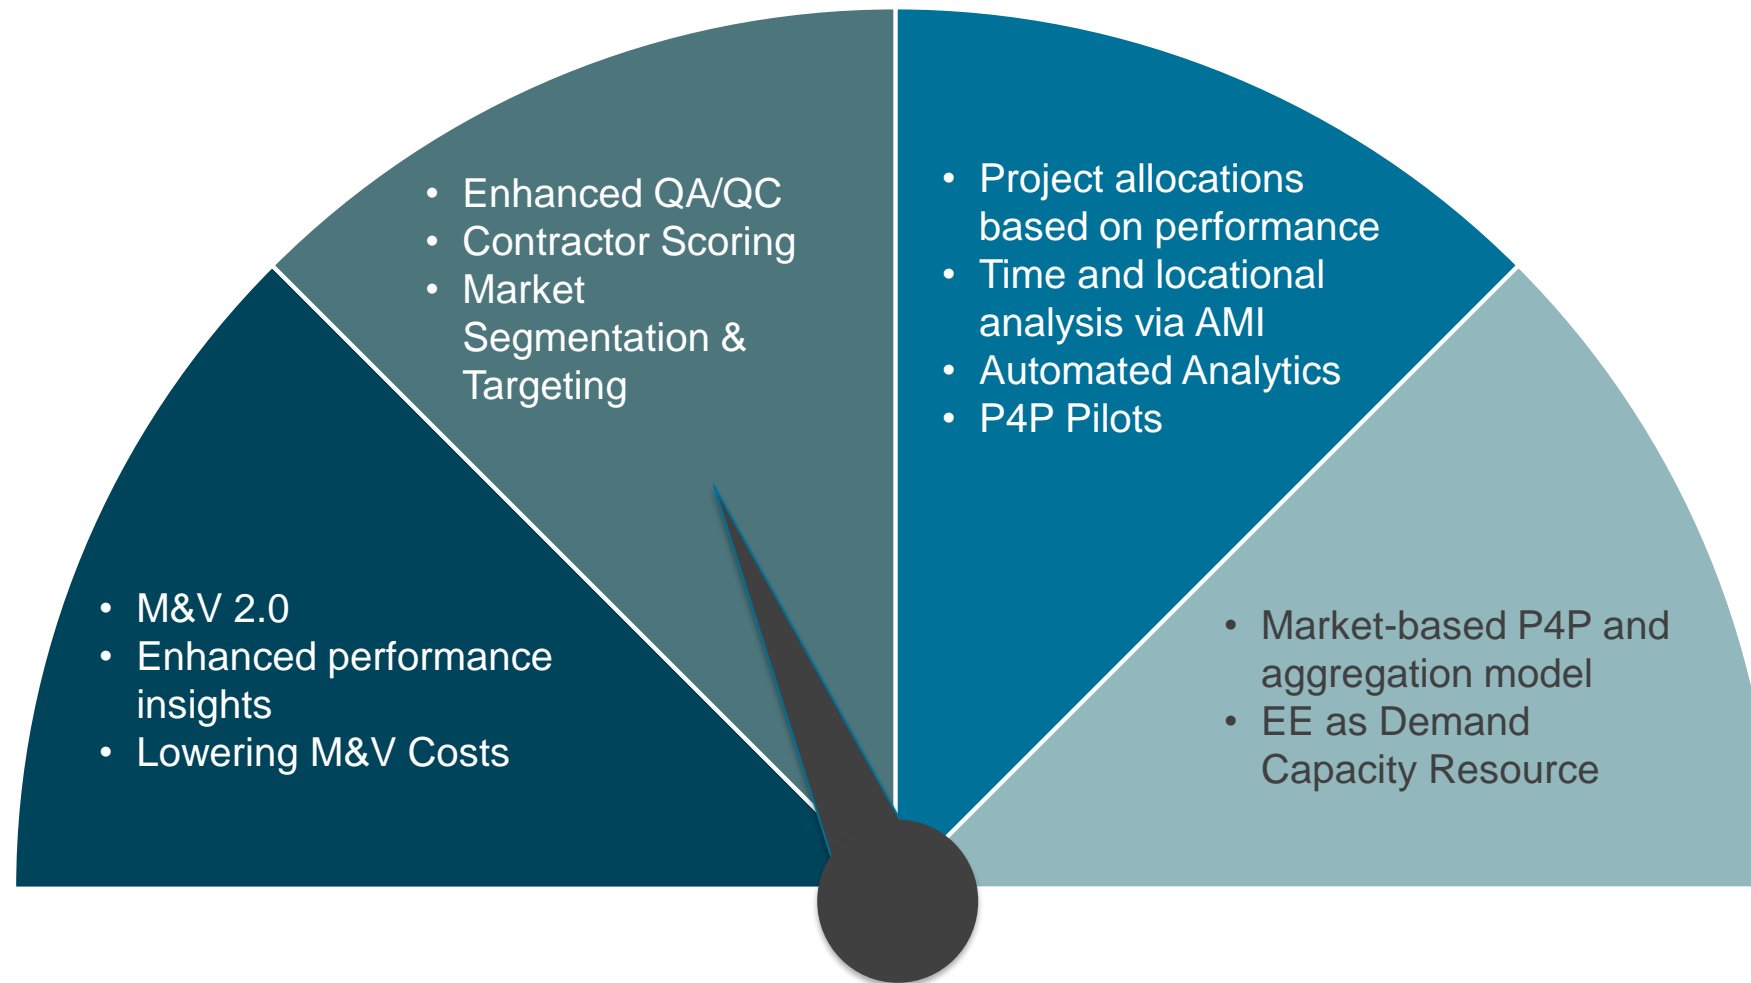 • Enhanced QA/QC
• Contractor Scoring
• Market
Segmentation &
Targeting
• Project allocations
based on performance
• Time and locational
analysis via AMI
• Automated Analytics
• P4P Pilots
• M&V 2.0
• Enhanced performance
insights
• Lowering M&V Costs
• Market-based P4P and
aggregation model
• EE as Demand
Capacity Resource